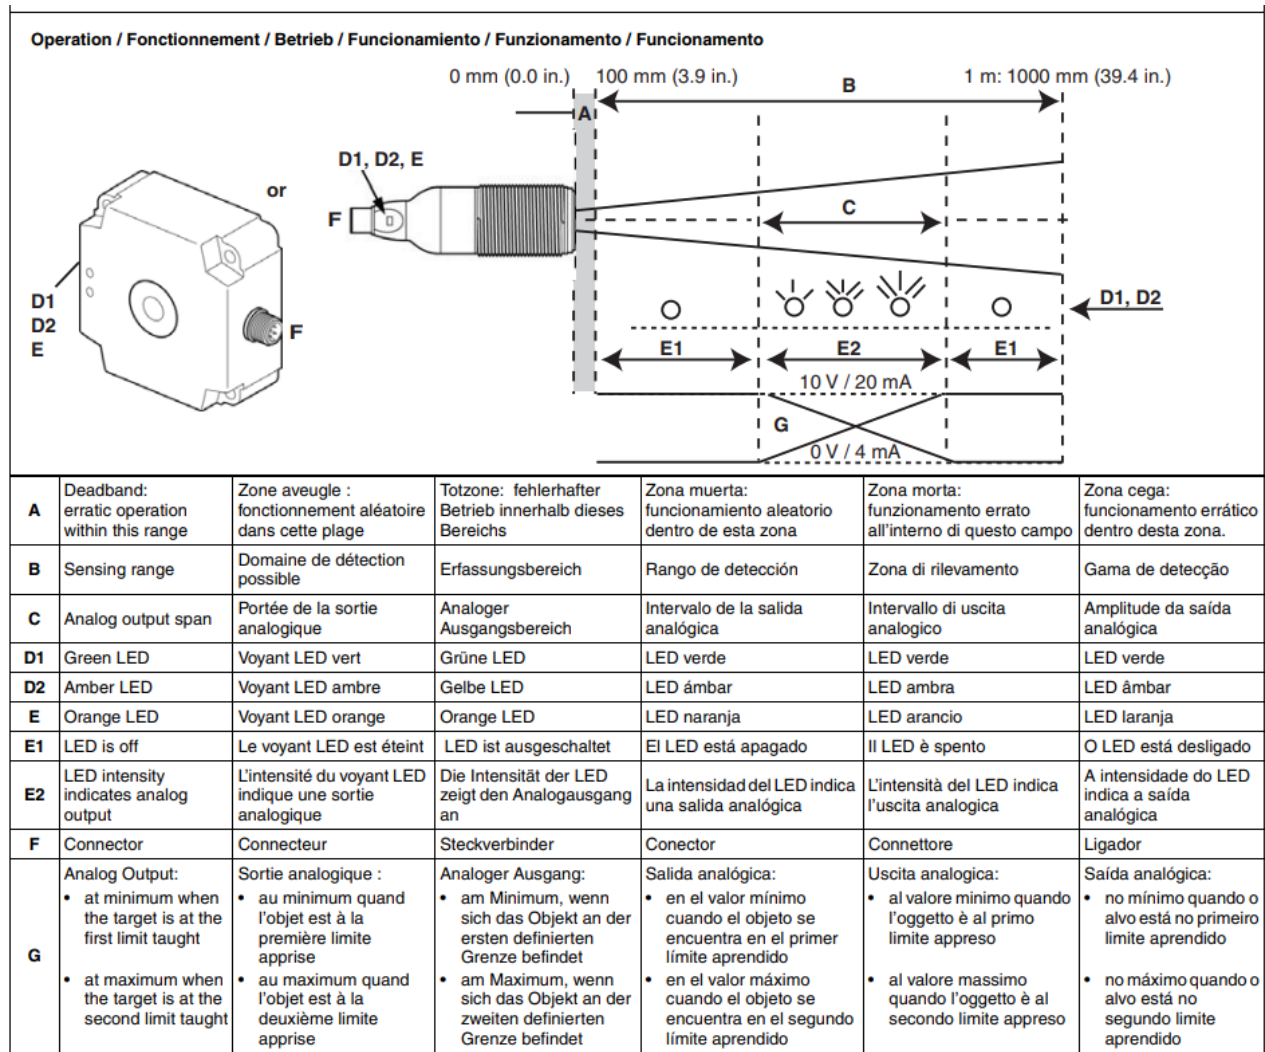 Operation / Fonctionnement / Betrieb / Funcionamiento / Funzionamento / Funcionamento
0 mm (0.0 in.) 100 mm (3.9 in.) 1 m: 1000 mm (39.4 in.)
B
A
D1, D2, E
or
F
C
D1
D2
E
F
D1, D2
E1 E2 E1
10 V / 20 mA
G
0 V / 4 mA
A
Deadband:
erratic operation
within this range
Zone aveugle :
fonctionnement aléatoire
dans cette plage
Totzone: fehlerhafter
Betrieb innerhalb dieses
Bereichs
Zona muerta:
funcionamiento aleatorio
dentro de esta zona
Zona morta:
funzionamento errato
all'interno di questo campo
Zona cega:
funcionamento errático
dentro desta zona.
B
Sensing range
Domaine de détection
possible
Erfassungsbereich
Rango de detección
Zona di rilevamento
Gama de detecção
C
Analog output span
Portée de la sortie
analogique
Analoger
Ausgangsbereich
Intervalo de la salida
analógica
Intervallo di uscita
analogico
Amplitude da saída
analógica
D1
Green LED
Voyant LED vert
Grüne LED
LED verde
LED verde
LED verde
D2
Amber LED
Voyant LED ambre
Gelbe LED
LED ámbar
LED ambra
LED âmbar
E
Orange LED
Voyant LED orange
Orange LED
LED naranja
LED arancio
LED laranja
E1
LED is off
Le voyant LED est éteint
LED ist ausgeschaltet
El LED está apagado
Il LED è spento
O LED está desligado
E2
LED intensity
indicates analog
output
L'intensité du voyant LED
indique une sortie
analogique
Die Intensität der LED
zeigt den Analogausgang
an
La intensidad del LED indica
una salida analógica
L'intensità del LED indica
l'uscita analogica
A intensidade do LED
indica a saída
analógica
F
Connector
Connecteur
Steckverbinder
Conector
Connettore
Ligador
G
Analog Output:
• at minimum when
the target is at the
first limit taught
• at maximum when
the target is at the
second limit taught
Sortie analogique :
• au minimum quand
l'objet est à la
première limite
apprise
• au maximum quand
l'objet est à la
deuxième limite
apprise
Analoger Ausgang:
• am Minimum, wenn
sich das Objekt an der
ersten definierten
Grenze befindet
• am Maximum, wenn
sich das Objekt an der
zweiten definierten
Grenze befindet
Salida analógica:
• en el valor mínimo
cuando el objeto se
encuentra en el primer
límite aprendido
• en el valor máximo
cuando el objeto se
encuentra en el segundo
límite aprendido
Uscita analogica:
• al valore minimo quando
l'oggetto è al primo
limite appreso
• al valore massimo
quando l'oggetto è al
secondo limite appreso
Saída analógica:
• no mínimo quando o
alvo está no primeiro
limite aprendido
• no máximo quando o
alvo está no
segundo limite
aprendido